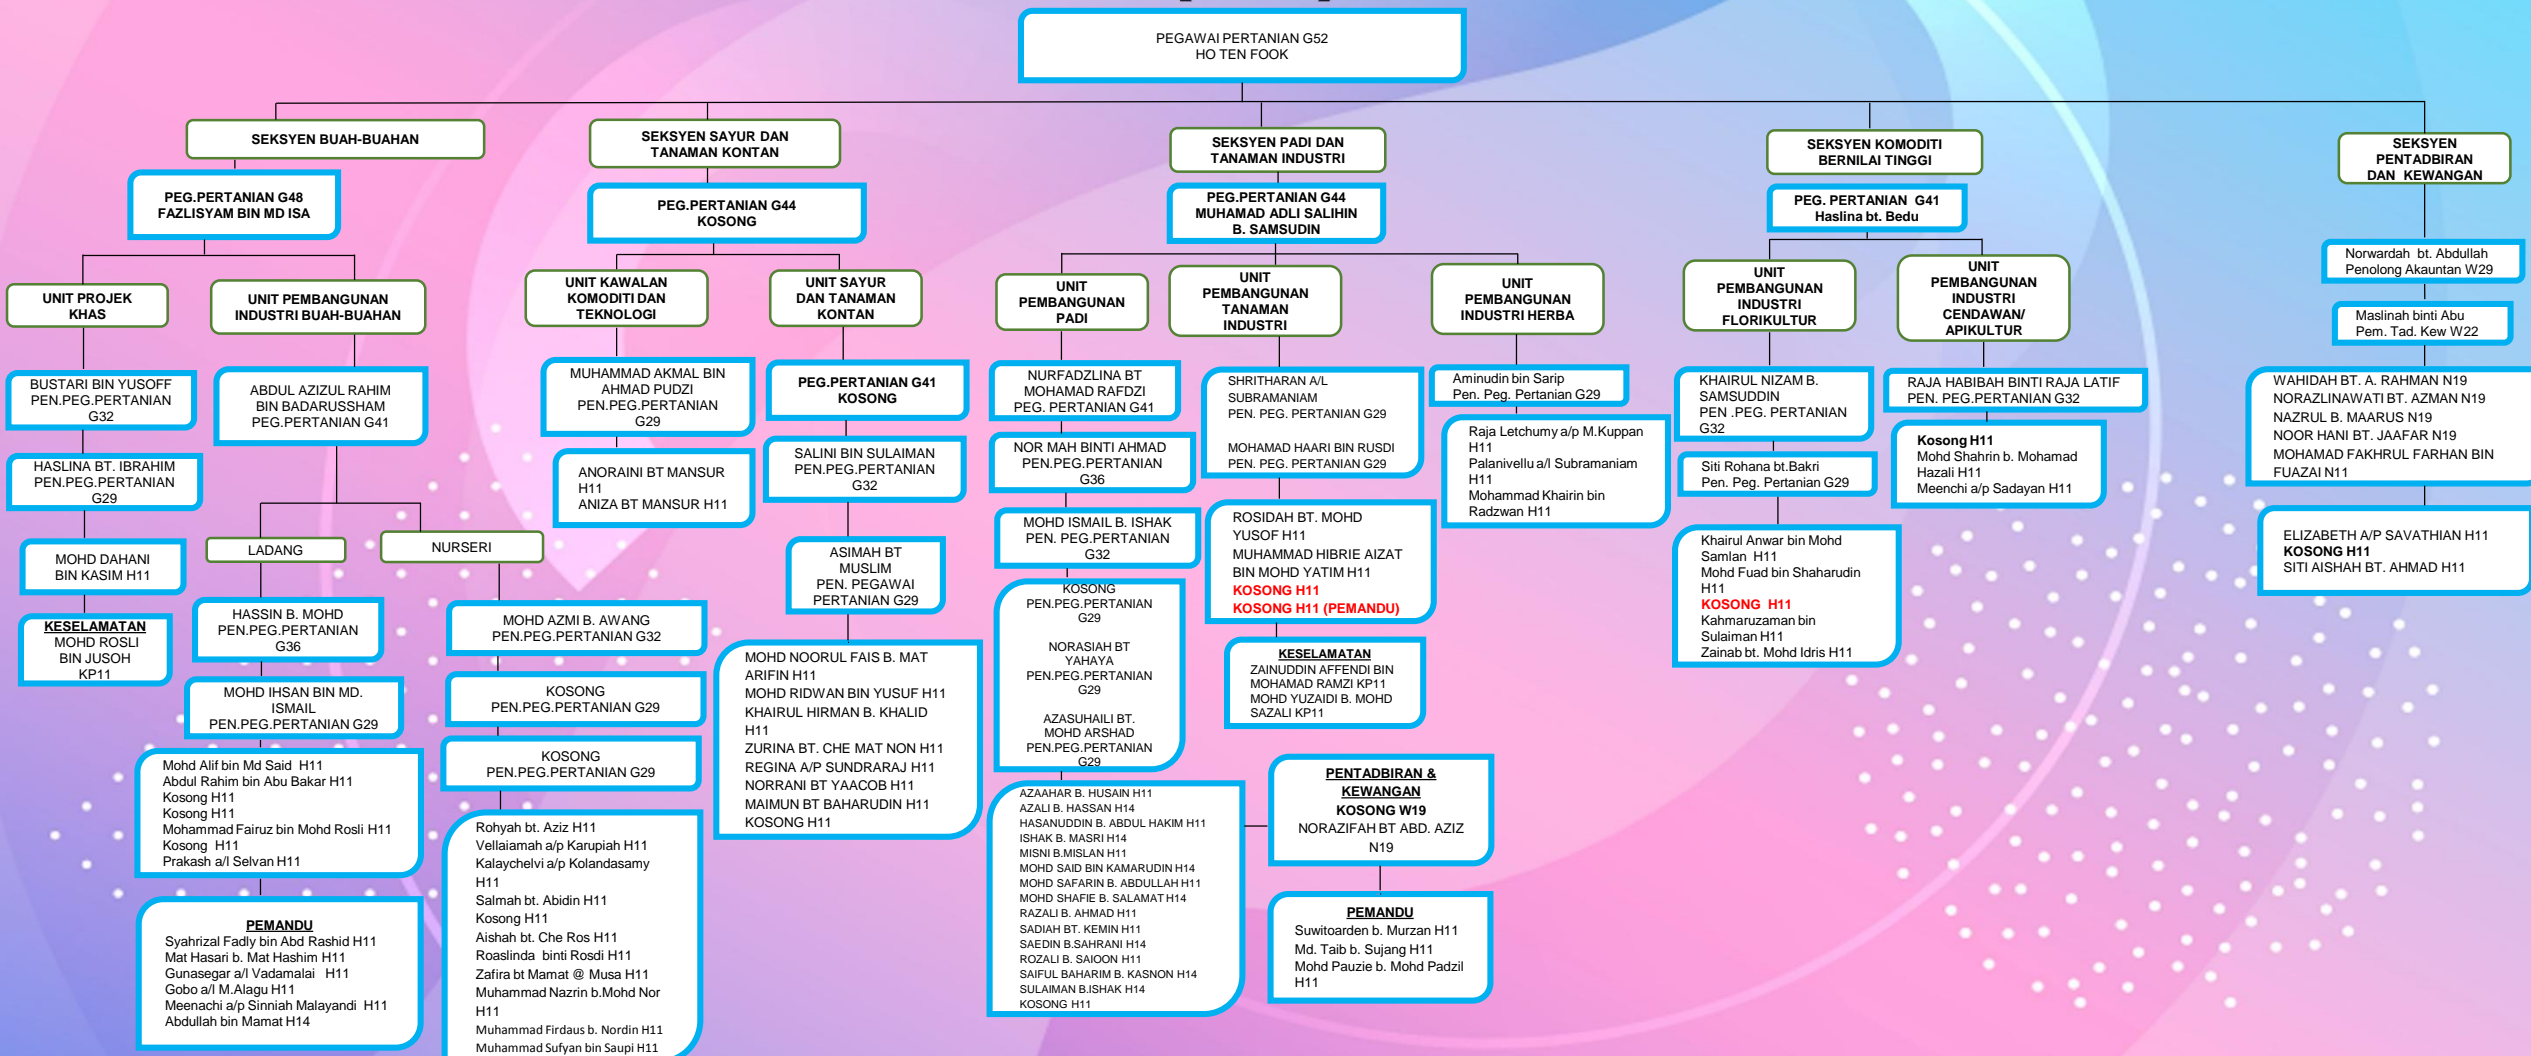 PEGAWAI PERTANIAN G52
HO TEN FOOK
SEKSYEN BUAH-BUAHAN
PEG.PERTANIAN G48
FAZLISYAM BIN MD ISA
UNIT PROJEK
KHAS
BUSTARI BIN YUSOFF
PEN.PEG.PERTANIAN
G32
HASLINA BT. IBRAHIM
PEN.PEG.PERTANIAN
G29
MOHD DAHANI
BIN KASIM H11
KESELAMATAN
MOHD ROSLI
BIN JUSOH
KP11
UNIT PEMBANGUNAN
INDUSTRI BUAH-BUAHAN
ABDUL AZIZUL RAHIM
BIN BADARUSSHAM
PEG.PERTANIAN G41
LADANG
HASSIN B. MOHD
PEN.PEG.PERTANIAN
G36
MOHD IHSAN BIN MD.
ISMAIL
PEN.PEG.PERTANIAN G29
Mohd Alif bin Md Said H11
Abdul Rahim bin Abu Bakar H11
Kosong H11
Kosong H11
Mohammad Fairuz bin Mohd Rosli H11
Kosong H11
Prakash a/l Selvan H11
PEMANDU
Syahrizal Fadly bin Abd Rashid H11
Mat Hasari b. Mat Hashim H11
Gunasegar a/l Vadamalai H11
Gobo a/l M.Alagu H11
Meenachi a/p Sinniah Malayandi H11
Abdullah bin Mamat H14
NURSERI
MOHD AZMI B. AWANG
PEN.PEG.PERTANIAN G32
KOSONG
PEN.PEG.PERTANIAN G29
KOSONG
PEN.PEG.PERTANIAN G29
Rohyah bt. Aziz H11
Vellaiamah a/p Karupiah H11
Kalaychelvi a/p Kolandasamy
H11
Salmah bt. Abidin H11
Kosong H11
Aishah bt. Che Ros H11
Roaslinda binti Rosdi H11
Zafira bt Mamat @ Musa H11
Muhammad Nazrin b.Mohd Nor
H11
Muhammad Firdaus b. Nordin H11
Muhammad Sufyan bin Saupi H11
SEKSYEN SAYUR DAN
TANAMAN KONTAN
PEG.PERTANIAN G44
KOSONG
UNIT KAWALAN
KOMODITI DAN
TEKNOLOGI
MUHAMMAD AKMAL BIN
AHMAD PUDZI
PEN.PEG.PERTANIAN
G29
ANORAINI BT MANSUR
H11
ANIZA BT MANSUR H11
UNIT SAYUR
DAN TANAMAN
KONTAN
PEG.PERTANIAN G41
KOSONG
SALINI BIN SULAIMAN
PEN.PEG.PERTANIAN
G32
ASIMAH BT
MUSLIM
PEN. PEGAWAI
PERTANIAN G29
MOHD NOORUL FAIS B. MAT
ARIFIN H11
MOHD RIDWAN BIN YUSUF H11
KHAIRUL HIRMAN B. KHALID
H11
ZURINA BT. CHE MAT NON H11
REGINA A/P SUNDRARAJ H11
NORRANI BT YAACOB H11
MAIMUN BT BAHARUDIN H11
KOSONG H11
SEKSYEN PADI DAN
TANAMAN INDUSTRI
PEG.PERTANIAN G44
MUHAMAD ADLI SALIHIN
B. SAMSUDIN
UNIT
PEMBANGUNAN
PADI
NURFADZLINA BT
MOHAMAD RAFDZI
PEG. PERTANIAN G41
NOR MAH BINTI AHMAD
PEN.PEG.PERTANIAN
G36
MOHD ISMAIL B. ISHAK
PEN. PEG.PERTANIAN
G32
KOSONG
PEN.PEG.PERTANIAN
G29
NORASIAH BT
YAHAYA
PEN.PEG.PERTANIAN
G29
AZASUHAILI BT.
MOHD ARSHAD
PEN.PEG.PERTANIAN
G29
AZAAHAR B. HUSAIN H11
AZALI B. HASSAN H14
HASANUDDIN B. ABDUL HAKIM H11
ISHAK B. MASRI H14
MISNI B.MISLAN H11
MOHD SAID BIN KAMARUDIN H14
MOHD SAFARIN B. ABDULLAH H11
MOHD SHAFIE B. SALAMAT H14
RAZALI B. AHMAD H11
SADIAH BT. KEMIN H11
SAEDIN B.SAHRANI H14
ROZALI B. SAIOON H11
SAIFUL BAHARIM B. KASNON H14
SULAIMAN B.ISHAK H14
KOSONG H11
PENTADBIRAN &
KEWANGAN
KOSONG W19
NORAZIFAH BT ABD. AZIZ
N19
PEMANDU
Suwitoarden b. Murzan H11
Md. Taib b. Sujang H11
Mohd Pauzie b. Mohd Padzil
H11
UNIT
PEMBANGUNAN
TANAMAN
INDUSTRI
SHRITHARAN A/L
SUBRAMANIAM
PEN. PEG. PERTANIAN G29
MOHAMAD HAARI BIN RUSDI
PEN. PEG. PERTANIAN G29
ROSIDAH BT. MOHD
YUSOF H11
MUHAMMAD HIBRIE AIZAT
BIN MOHD YATIM H11
KOSONG H11
KOSONG H11 (PEMANDU)
KESELAMATAN
ZAINUDDIN AFFENDI BIN
MOHAMAD RAMZI KP11
MOHD YUZAIDI B. MOHD
SAZALI KP11
UNIT
PEMBANGUNAN
INDUSTRI HERBA
Aminudin bin Sarip
Pen. Peg. Pertanian G29
Raja Letchumy a/p M.Kuppan
H11
Palanivellu a/l Subramaniam
H11
Mohammad Khairin bin
Radzwan H11
SEKSYEN KOMODITI
BERNILAI TINGGI
PEG. PERTANIAN G41
Haslina bt. Bedu
UNIT
PEMBANGUNAN
INDUSTRI
FLORIKULTUR
KHAIRUL NIZAM B.
SAMSUDDIN
PEN .PEG. PERTANIAN
G32
Siti Rohana bt.Bakri
Pen. Peg. Pertanian G29
Khairul Anwar bin Mohd
Samlan H11
Mohd Fuad bin Shaharudin
H11
KOSONG H11
Kahmaruzaman bin
Sulaiman H11
Zainab bt. Mohd Idris H11
UNIT
PEMBANGUNAN
INDUSTRI
CENDAWAN/
APIKULTUR
RAJA HABIBAH BINTI RAJA LATIF
PEN. PEG.PERTANIAN G32
Kosong H11
Mohd Shahrin b. Mohamad
Hazali H11
Meenchi a/p Sadayan H11
SEKSYEN
PENTADBIRAN
DAN KEWANGAN
Norwardah bt. Abdullah
Penolong Akauntan W29
Maslinah binti Abu
Pem. Tad. Kew W22
WAHIDAH BT. A. RAHMAN N19
NORAZLINAWATI BT. AZMAN N19
NAZRUL B. MAARUS N19
NOOR HANI BT. JAAFAR N19
MOHAMAD FAKHRUL FARHAN BIN
FUAZAI N11
ELIZABETH A/P SAVATHIAN H11
KOSONG H11
SITI AISHAH BT. AHMAD H11